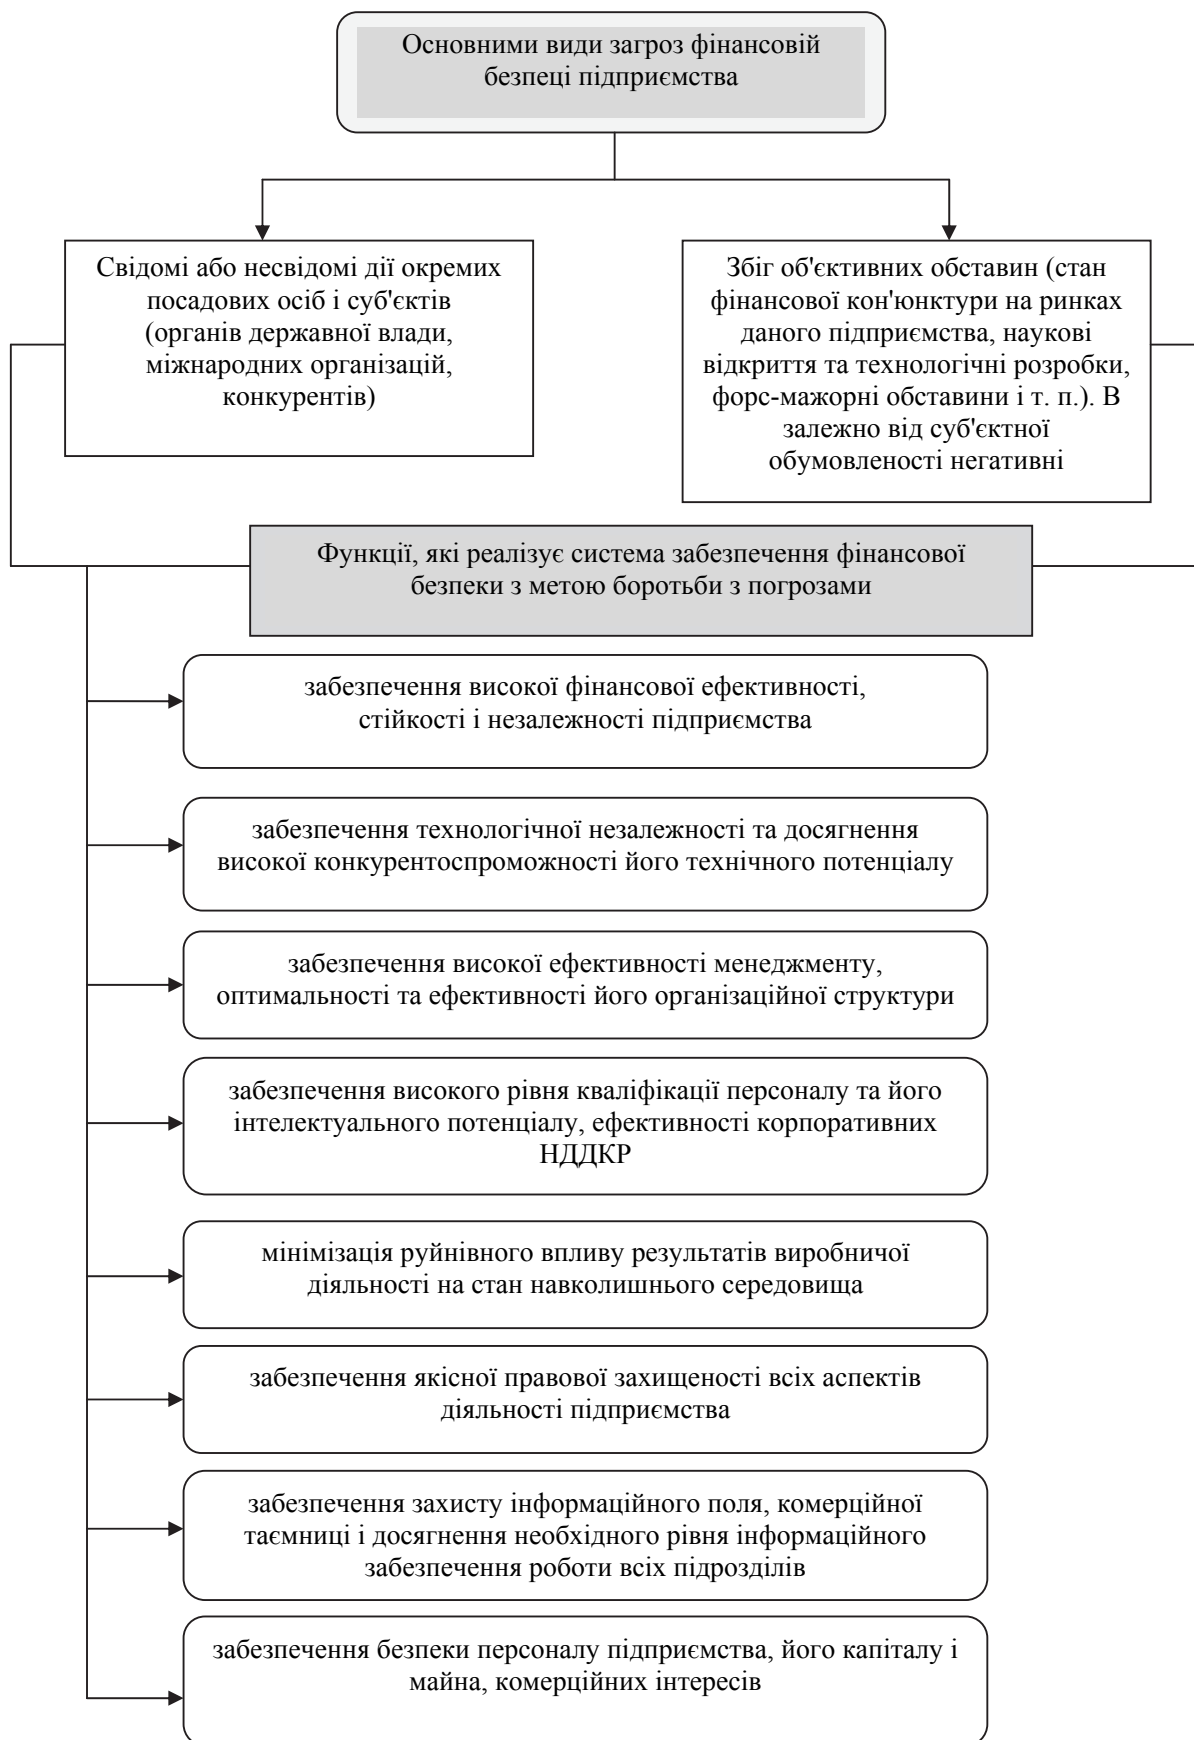 Основними види загроз фінансовій
безпеці підприємства
Свідомі або несвідомі дії окремих
посадових осіб і суб'єктів
(органів державної влади,
міжнародних організацій,
конкурентів)
Збіг об'єктивних обставин (стан
фінансової кон'юнктури на ринках
даного підприємства, наукові
відкриття та технологічні розробки,
форс-мажорні обставини і т. п.). В
залежно від суб'єктної
обумовленості негативні
Функції, які реалізує система забезпечення фінансової
безпеки з метою боротьби з погрозами
забезпечення високої фінансової ефективності,
стійкості і незалежності підприємства
забезпечення технологічної незалежності та досягнення
високої конкурентоспроможності його технічного потенціалу
забезпечення високої ефективності менеджменту,
оптимальності та ефективності його організаційної структури
забезпечення високого рівня кваліфікації персоналу та його
інтелектуального потенціалу, ефективності корпоративних
НДДКР
мінімізація руйнівного впливу результатів виробничої
діяльності на стан навколишнього середовища
забезпечення якісної правової захищеності всіх аспектів
діяльності підприємства
забезпечення захисту інформаційного поля, комерційної
таємниці і досягнення необхідного рівня інформаційного
забезпечення роботи всіх підрозділів
забезпечення безпеки персоналу підприємства, його капіталу і
майна, комерційних інтересів